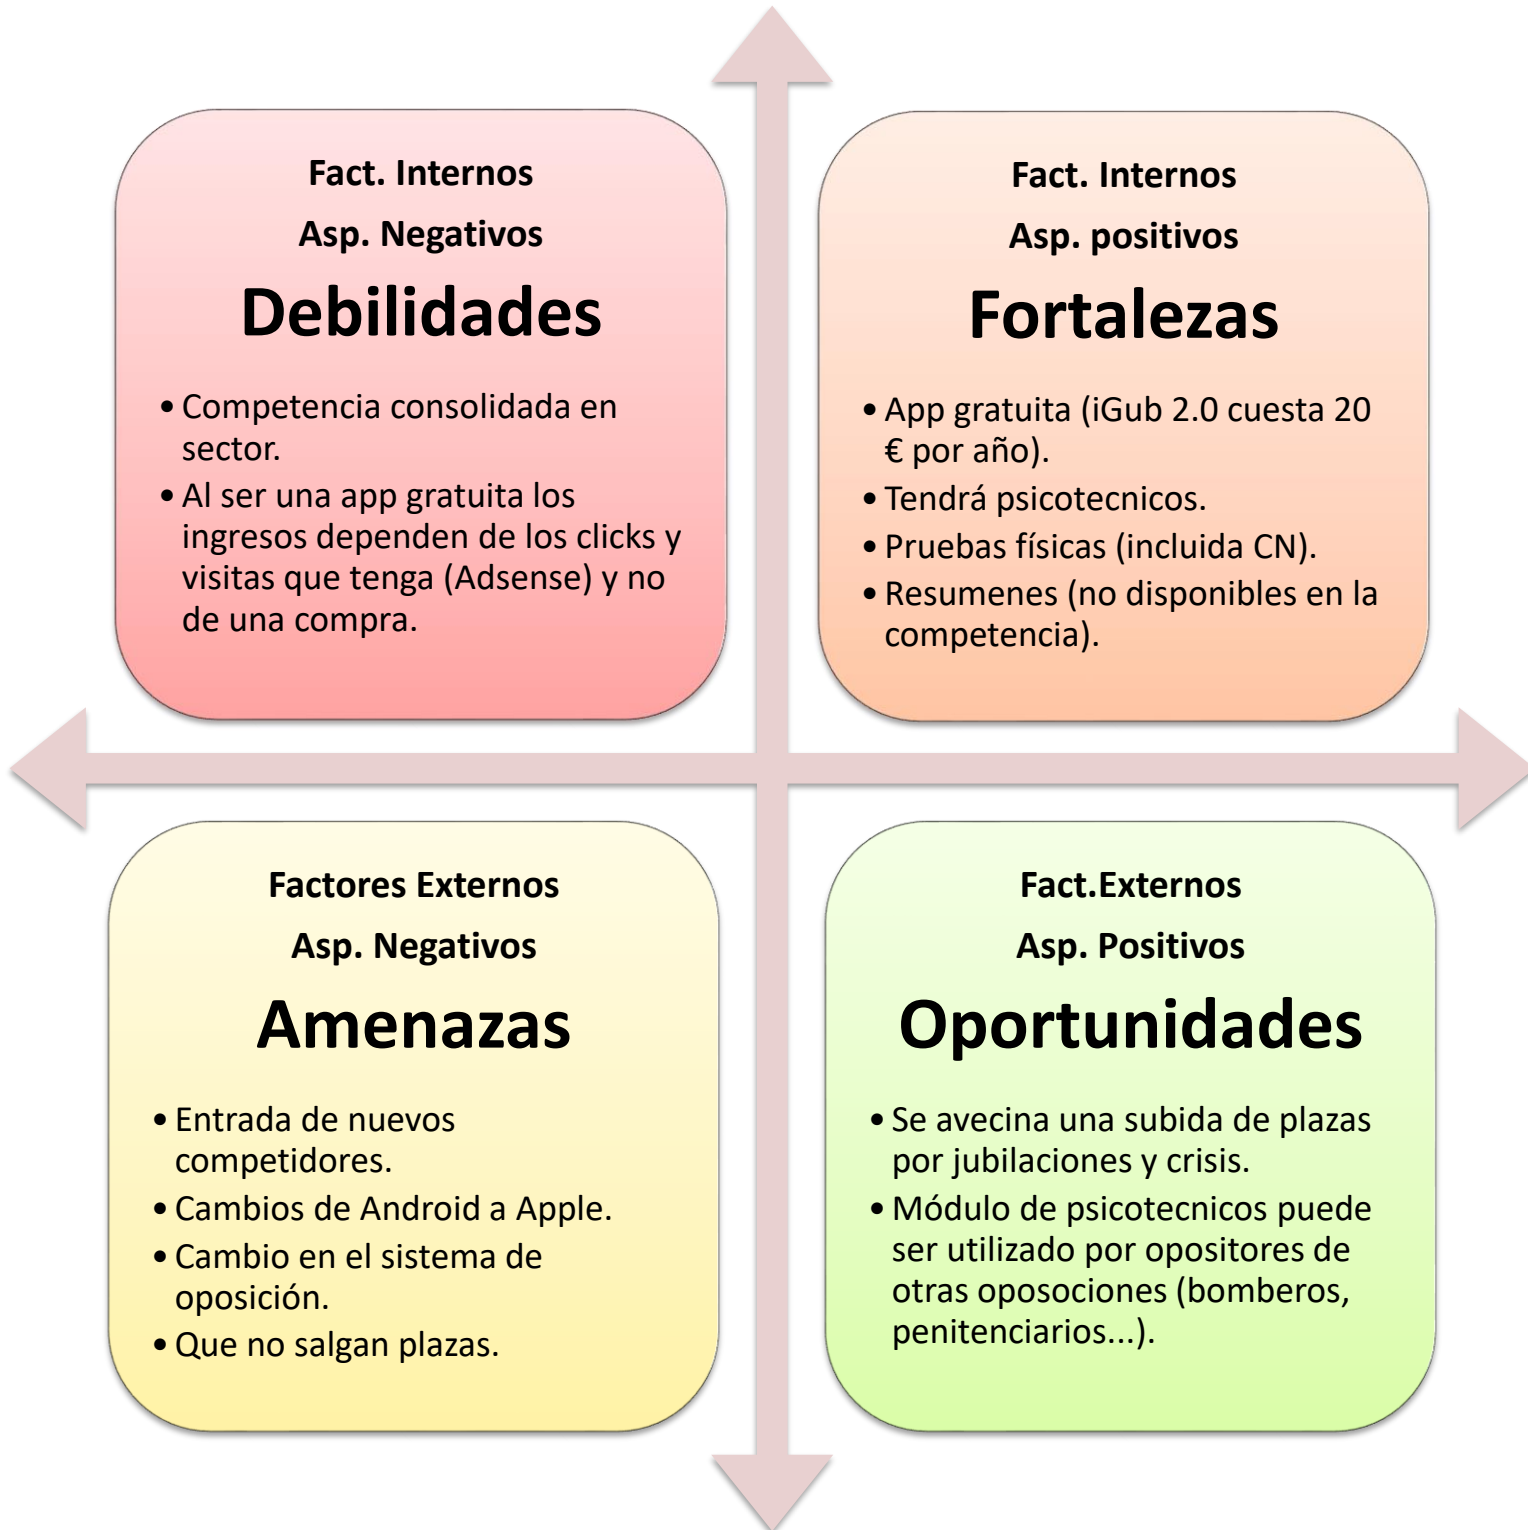 Fact. Internos
Asp. Negativos
Debilidades
• Competencia consolidada en
sector.
• Al ser una app gratuita los
ingresos dependen de los clicks y
visitas que tenga (Adsense) y no
de una compra.
Fact. Internos
Asp. positivos
Fortalezas
• App gratuita (iGub 2.0 cuesta 20
€ por año).
• Tendrá psicotecnicos.
• Pruebas físicas (incluida CN).
• Resumenes (no disponibles en la
competencia).
Factores Externos
Asp. Negativos
Amenazas
• Entrada de nuevos
competidores.
• Cambios de Android a Apple.
• Cambio en el sistema de
oposición.
• Que no salgan plazas.
Fact.Externos
Asp. Positivos
Oportunidades
• Se avecina una subida de plazas
por jubilaciones y crisis.
• Módulo de psicotecnicos puede
ser utilizado por opositores de
otras oposociones (bomberos,
penitenciarios...).